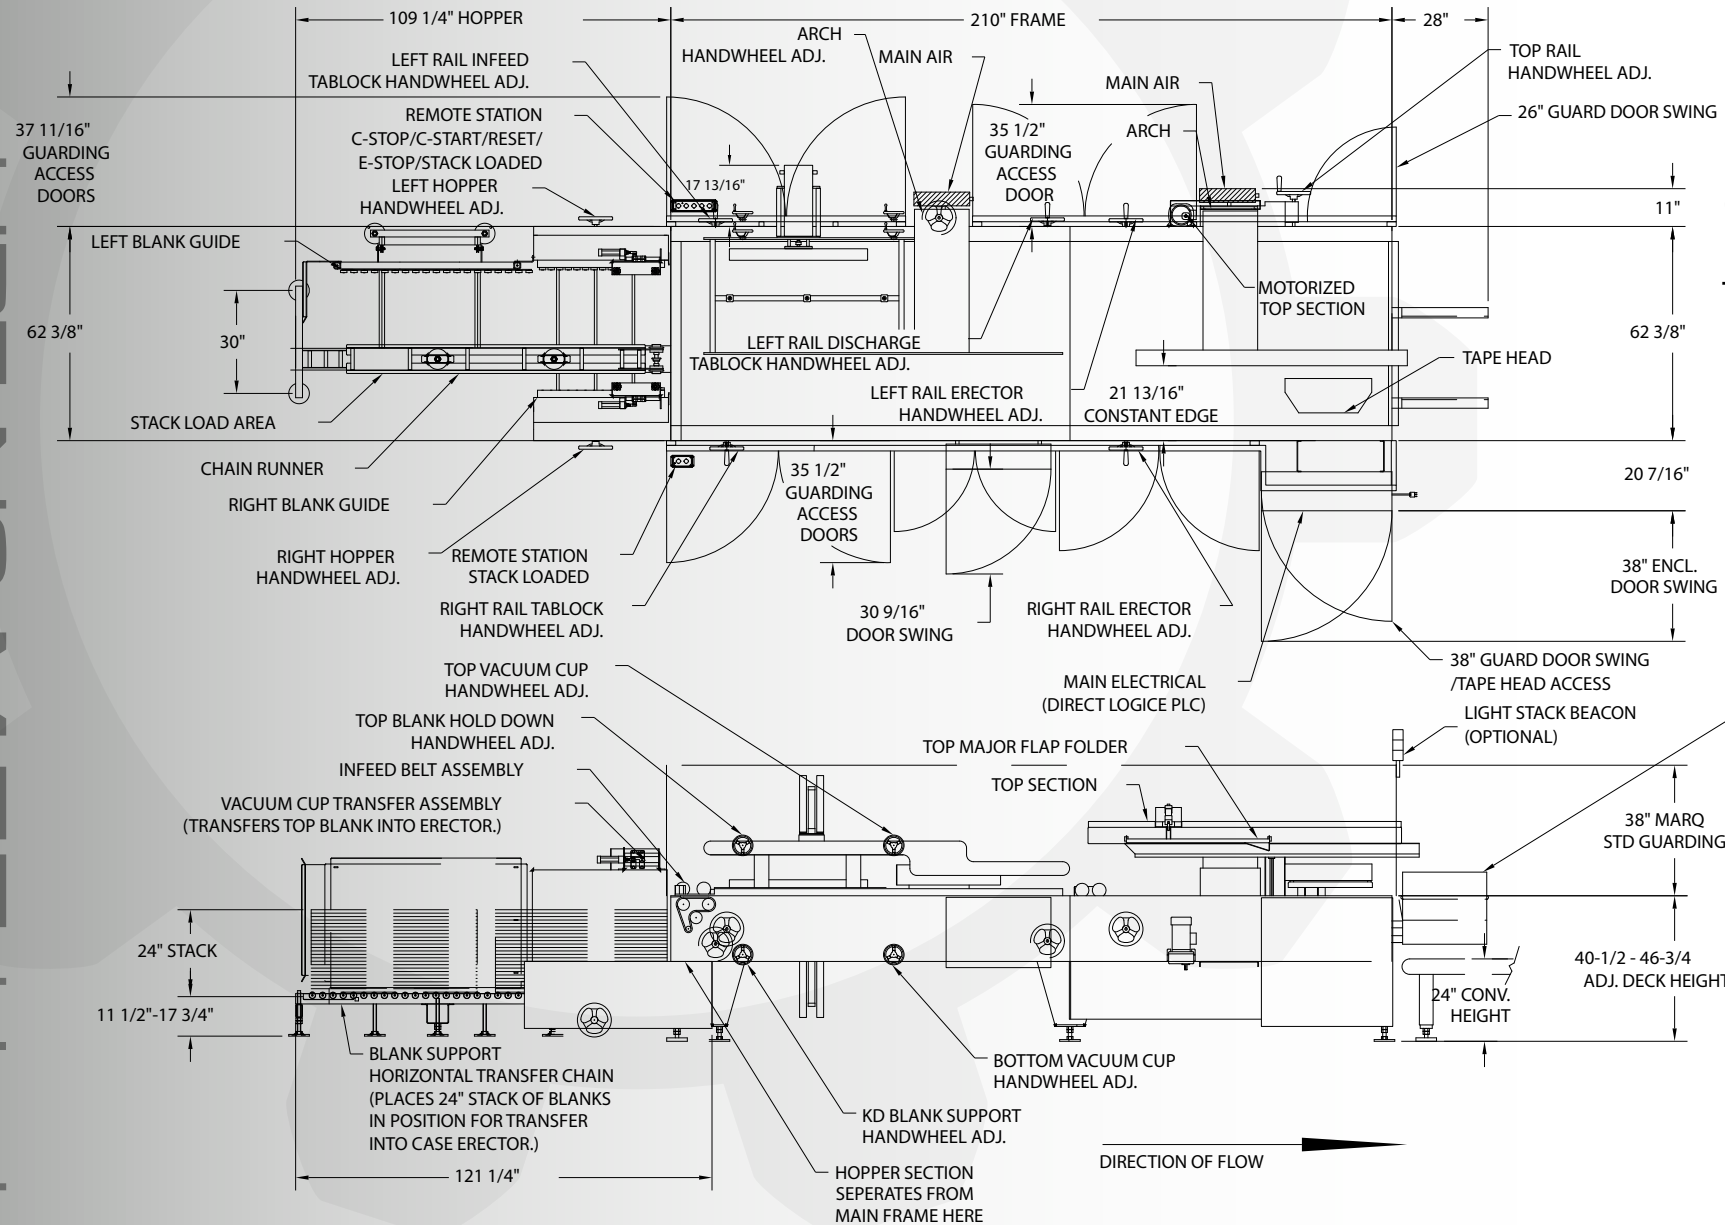 109 1/4" HOPPER
210" FRAME
28"
ARCH
HANDWHEEL ADJ.
MAIN AIR
LEFT RAIL INFEED
TABLOCK HANDWHEEL ADJ.
TOP RAIL
HANDWHEEL ADJ.
MAIN AIR
26" GUARD DOOR SWING
REMOTE STATION
C-STOP/C-START/RESET/
E-STOP/STACK LOADED
37 11/16"
GUARDING
ACCESS
DOORS
35 1/2"
GUARDING
ACCESS
DOOR
ARCH
LEFT HOPPER
HANDWHEEL ADJ.
17 13/16"
11"
LEFT BLANK GUIDE
62 3/8"
30"
MOTORIZED
TOP SECTION
62 3/8"
LEFT RAIL DISCHARGE
TABLOCK HANDWHEEL ADJ.
TAPE HEAD
LEFT RAIL ERECTOR
HANDWHEEL ADJ.
21 13/16"
CONSTANT EDGE
STACK LOAD AREA
CHAIN RUNNER
RIGHT BLANK GUIDE
35 1/2"
GUARDING
ACCESS
DOORS
20 7/16"
RIGHT HOPPER
HANDWHEEL ADJ.
REMOTE STATION
STACK LOADED
38" ENCL.
DOOR SWING
RIGHT RAIL TABLOCK
HANDWHEEL ADJ.
30 9/16"
DOOR SWING
RIGHT RAIL ERECTOR
HANDWHEEL ADJ.
TOP VACUUM CUP
HANDWHEEL ADJ.
MAIN ELECTRICAL
(DIRECT LOGICE PLC)
38" GUARD DOOR SWING
/TAPE HEAD ACCESS
TOP BLANK HOLD DOWN
HANDWHEEL ADJ.
LIGHT STACK BEACON
(OPTIONAL)
TOP MAJOR FLAP FOLDER
INFEED BELT ASSEMBLY
TOP SECTION
VACUUM CUP TRANSFER ASSEMBLY
(TRANSFERS TOP BLANK INTO ERECTOR.)
38" MARQ
STD GUARDING
24" STACK
40-1/2 - 46-3/4
ADJ. DECK HEIGHT
11 1/2"-17 3/4"
24" CONV.
HEIGHT
BLANK SUPPORT
HORIZONTAL TRANSFER CHAIN
(PLACES 24" STACK OF BLANKS
IN POSITION FOR TRANSFER
INTO CASE ERECTOR.)
BOTTOM VACUUM CUP
HANDWHEEL ADJ.
KD BLANK SUPPORT
HANDWHEEL ADJ.
DIRECTION OF FLOW
121 1/4"
HOPPER SECTION
SEPERATES FROM
MAIN FRAME HERE